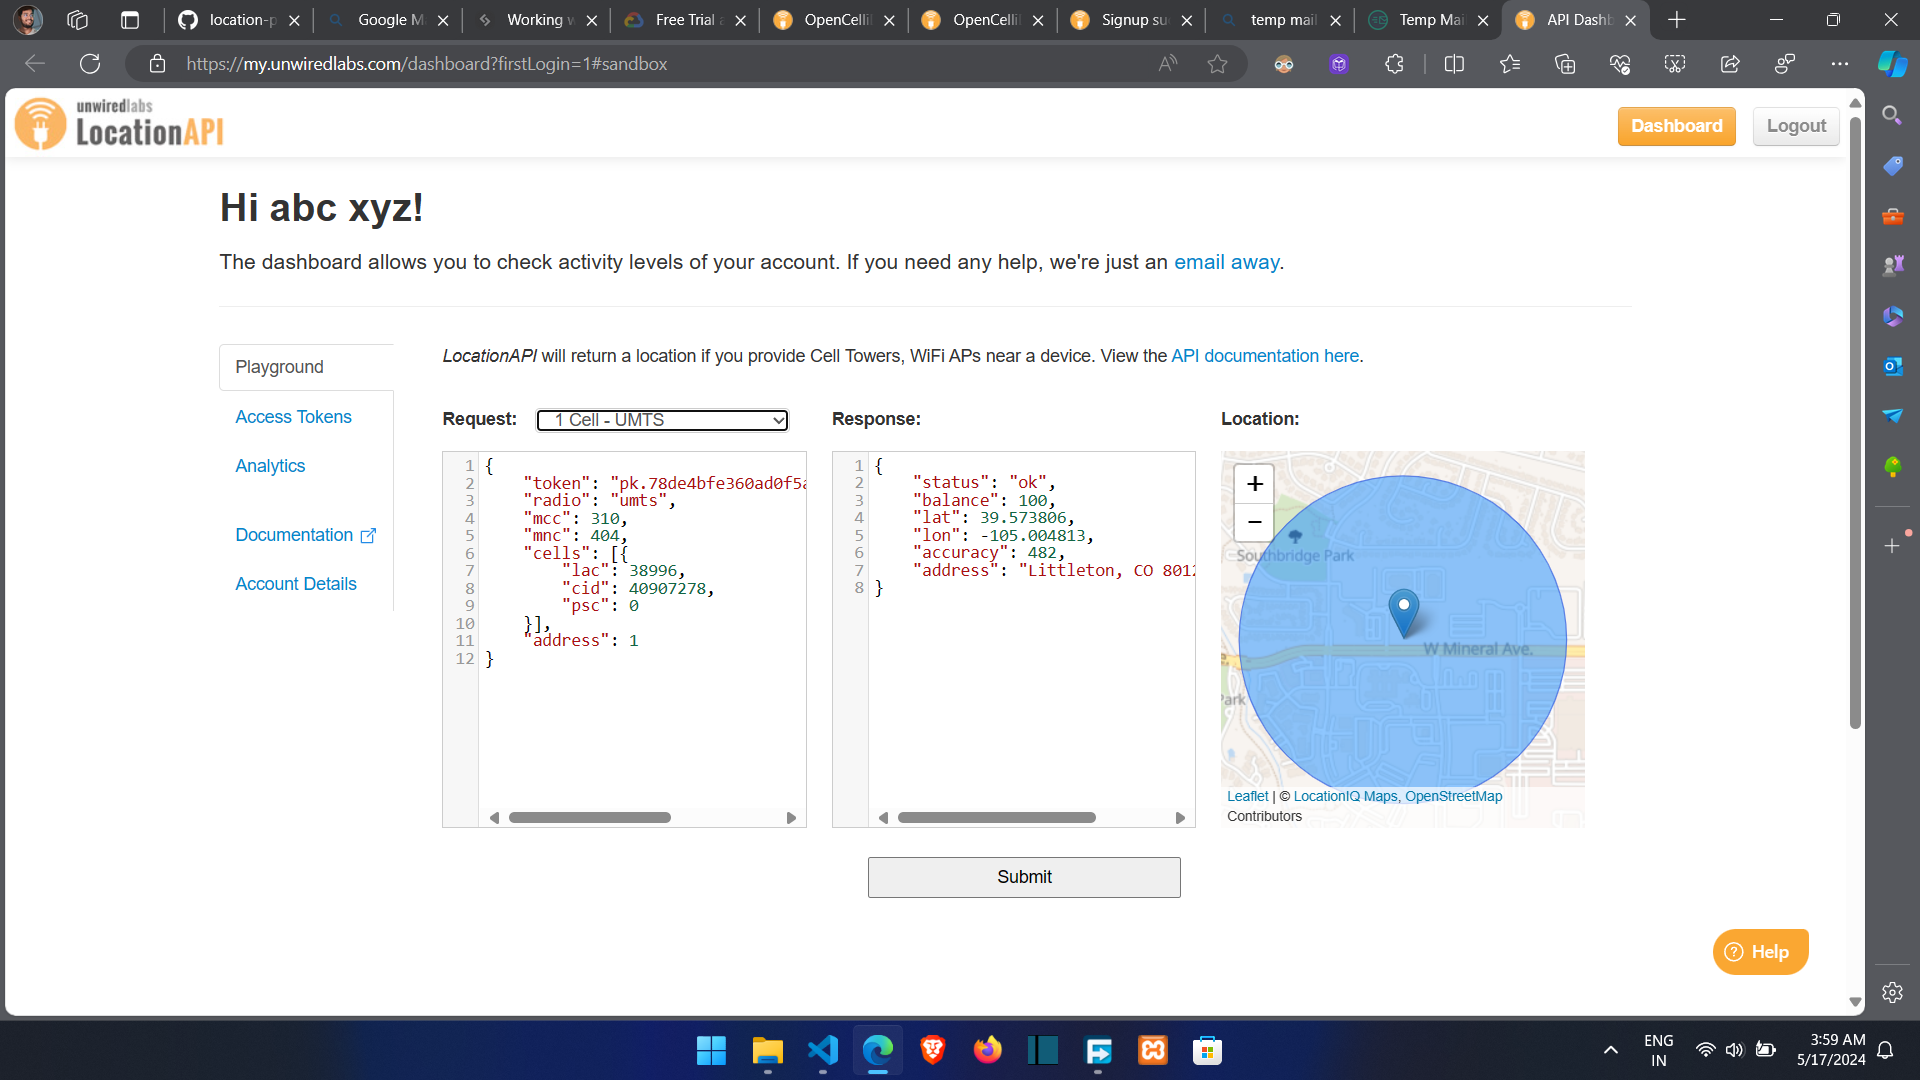 location-p
Google M
Working w
Free Trial a
OpenCelli
OpenCelli
Signup su
temp mail
Temp Mai
API Dashb
https://my.unwiredlabs.com/dashboard?firstLogin=1#sandbox
unwiredlabs
LocationAPI
Dashboard
Logout
Hi abc xyz!
The dashboard allows you to check activity levels of your account. If you need any help, we're just an email away.
Playground
Access Tokens
Analytics
Documentation
Account Details
LocationAPI will return a location if you provide Cell Towers, WiFi APs near a device. View the API documentation here.
Request:
1 Cell - UMTS
1 {
2 "token": "pk.78de4bfe360ad0f5a
3 "radio": "umts",
4 "mcc": 310,
5 "mnc": 404,
6 "cells": [{
7 "lac": 38996,
8 "cid": 40907278,
9 "psc": 0
10 }],
11 "address": 1
12 }
Response:
1 {
2 "status": "ok",
3 "balance": 100,
4 "lat": 39.573806,
5 "lon": -105.004813,
6 "accuracy": 482,
7 "address": "Littleton, CO 8012
8 }
Location:
+
−
Southbridge Park
W Mineral Ave.
Park
Leaflet | © LocationIQ Maps, OpenStreetMap
Contributors
Submit
Help
ENG
IN
3:59 AM
5/17/2024